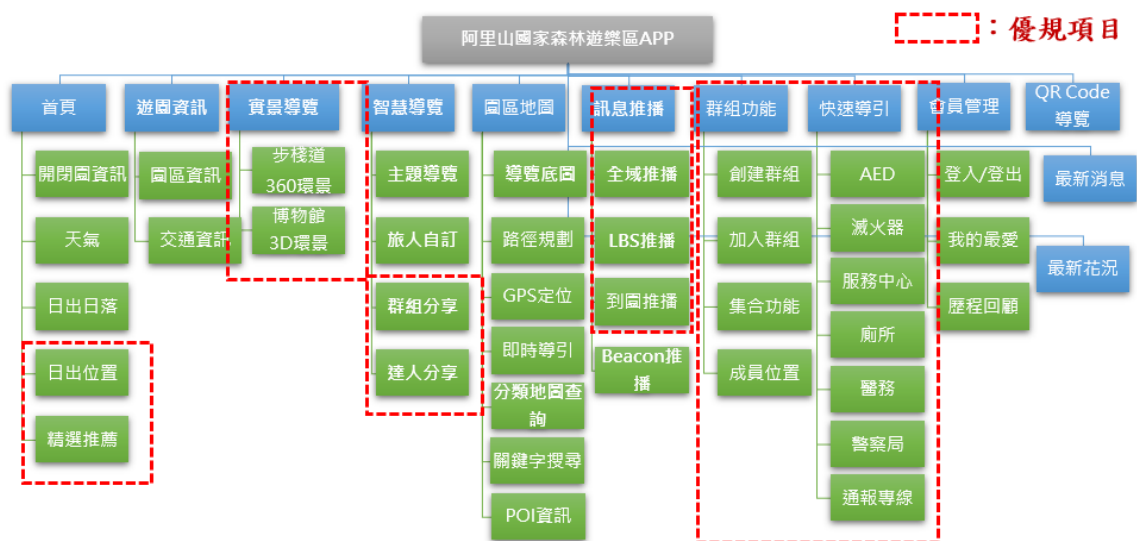 阿里山國家森林遊樂區APP
：優規項目
首頁
遊園資訊
實景導覽
智慧導覽
園區地圖
訊息推播
群組功能
快速導引
會員管理
QR Code
導覽
開閉園資訊
天氣
日出日落
日出位置
精選推薦
園區資訊
交通資訊
步棧道
360環景
博物館
3D環景
主題導覽
旅人自訂
群組分享
達人分享
導覽底圖
路徑規劃
GPS定位
即時導引
分類地圖查
詢
關鍵字搜尋
POI資訊
全域推播
LBS推播
到園推播
Beacon推
播
創建群組
加入群組
集合功能
成員位置
AED
滅火器
服務中心
廁所
醫務
警察局
通報專線
登入/登出
我的最愛
歷程回顧
最新消息
最新花況